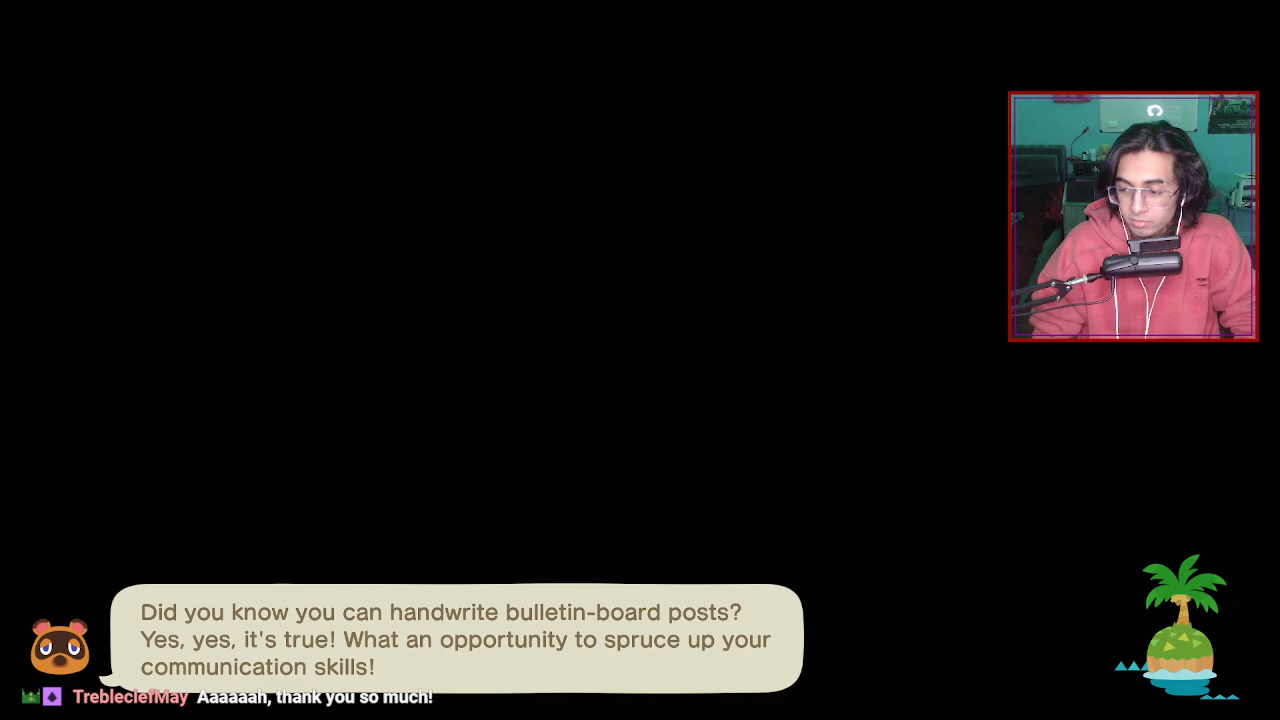 Did you know you can handwrite bulletin-board posts?
Yes, yes, it's true! What an opportunity to spruce up your
communication skills!
TrebleclefMay Aaaaaah, thank you so much!